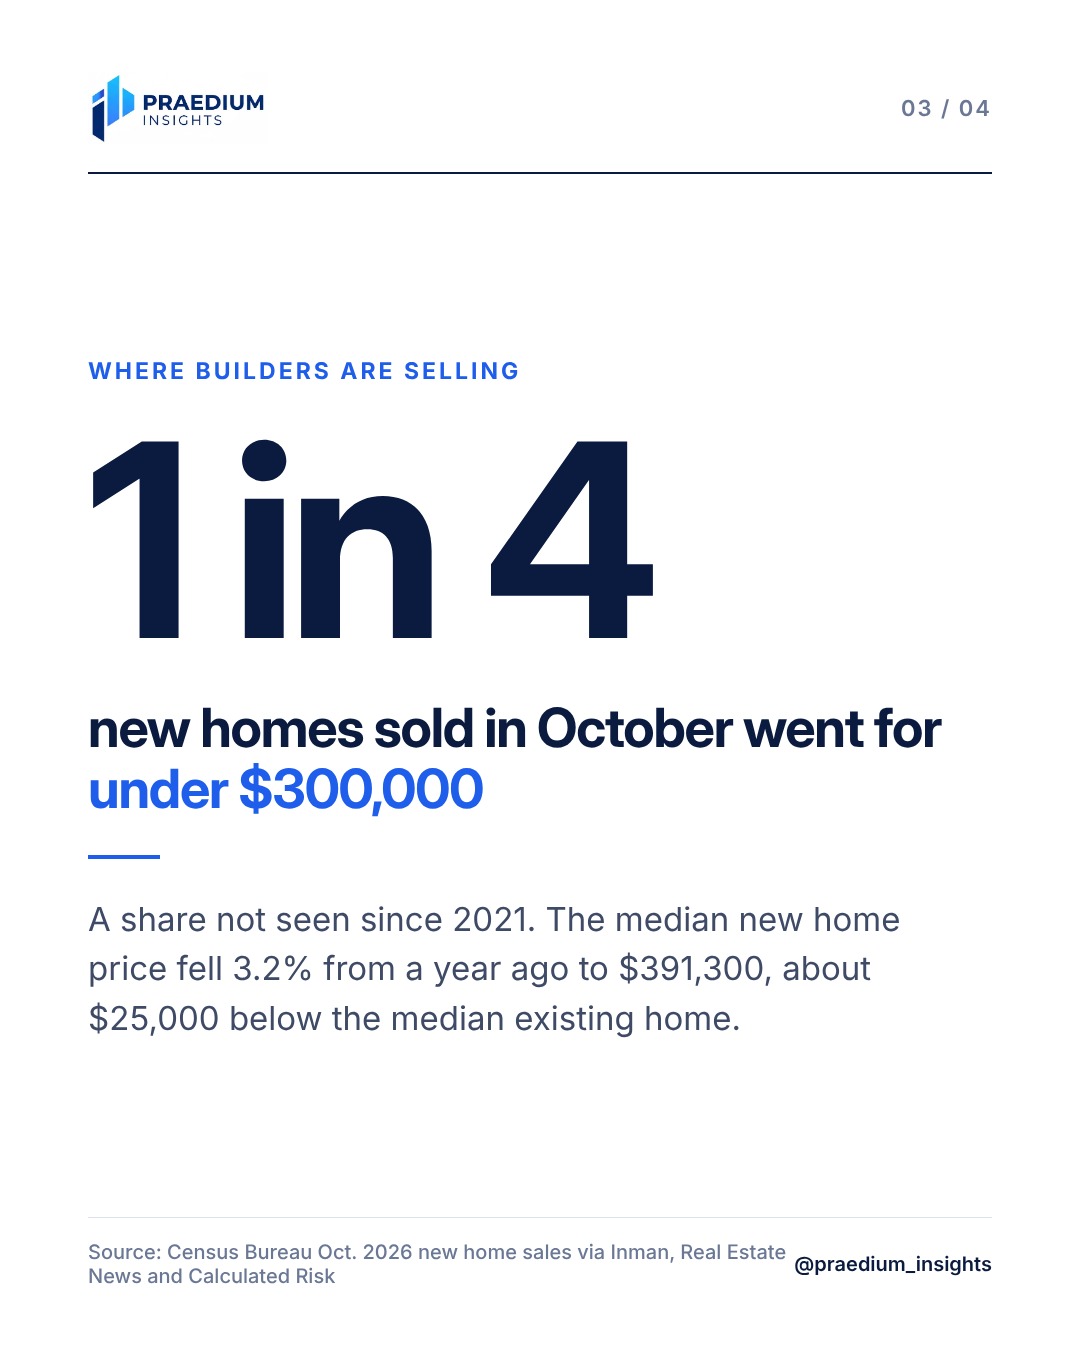 PRAEDIUM
INSIGHTS
03 / 04
WHERE BUILDERS ARE SELLING
1 in 4
new homes sold in October went for
under $300,000
A share not seen since 2021. The median new home
price fell 3.2% from a year ago to $391,300, about
$25,000 below the median existing home.
Source: Census Bureau Oct. 2026 new home sales via Inman, Real Estate
News and Calculated Risk
@praedium_insights